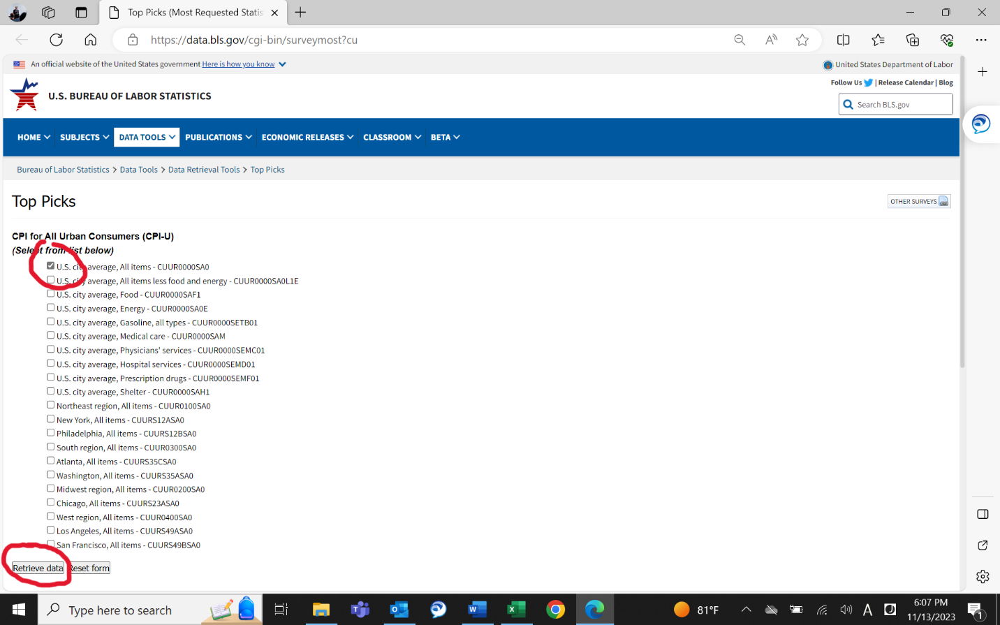 Top Picks (Most Requested Statis
https://data.bls.gov/cgi-bin/surveymost?cu
An official website of the United States government Here is how you know
United States Department of Labor
Follow Us | Release Calendar | Blog
U.S. BUREAU OF LABOR STATISTICS
Search BLS.gov
HOME SUBJECTS DATA TOOLS PUBLICATIONS ECONOMIC RELEASES CLASSROOM BETA
Bureau of Labor Statistics > Data Tools > Data Retrieval Tools > Top Picks
Top Picks
OTHER SURVEYS
CPI for All Urban Consumers (CPI-U)
(Select from list below)
U.S. city average, All items - CUUR0000SA0
U.S. city average, All items less food and energy - CUUR0000SA0L1E
U.S. city average, Food - CUUR0000SAF1
U.S. city average, Energy - CUUR0000SA0E
U.S. city average, Gasoline, all types - CUUR0000SETB01
U.S. city average, Medical care - CUUR0000SAM
U.S. city average, Physicians' services - CUUR0000SEMC01
U.S. city average, Hospital services - CUUR0000SEMD01
U.S. city average, Prescription drugs - CUUR0000SEMF01
U.S. city average, Shelter - CUUR0000SAH1
Northeast region, All items - CUUR0100SA0
New York, All items - CUURS12ASA0
Philadelphia, All items - CUURS12BSA0
South region, All items - CUUR0300SA0
Atlanta, All items - CUURS35CSA0
Washington, All items - CUURS35ASA0
Midwest region, All items - CUUR0200SA0
Chicago, All items - CUURS23ASA0
West region, All items - CUUR0400SA0
Los Angeles, All items - CUURS49ASA0
San Francisco, All items - CUURS49BSA0
Retrieve data Reset form
Type here to search
81°F
6:07 PM
11/13/2023
1